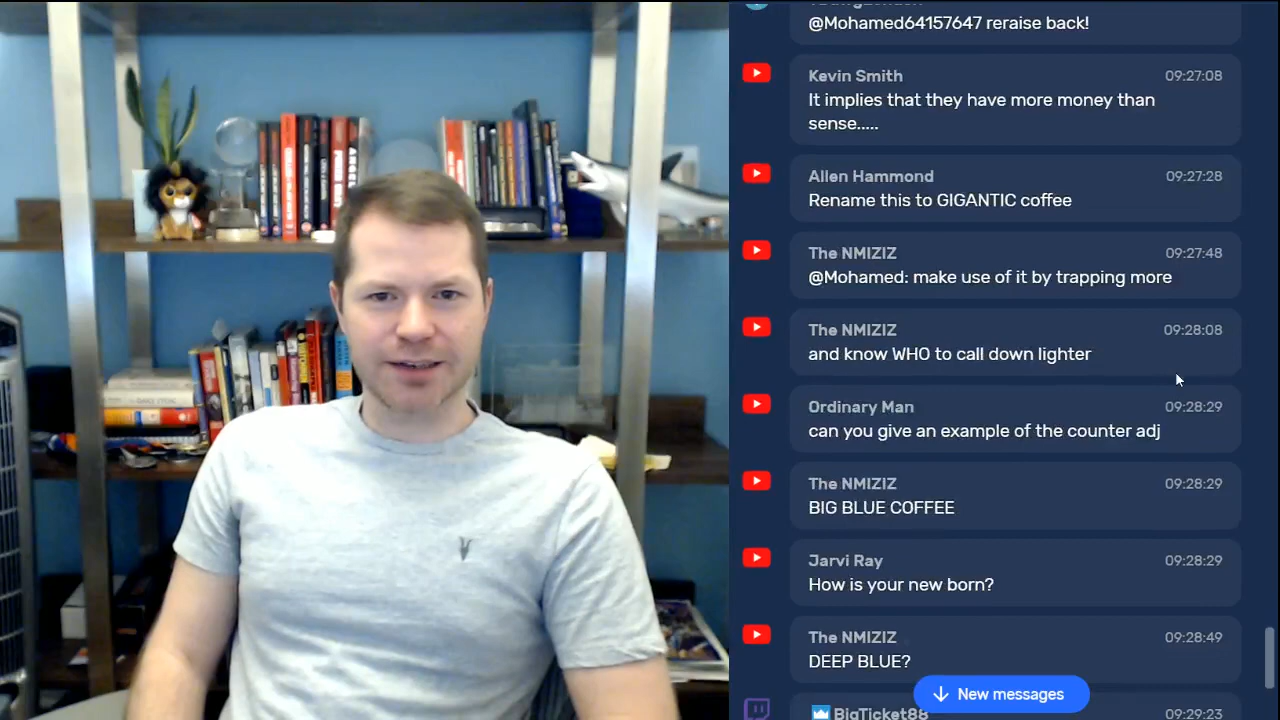 @Mohamed64157647 reraise back!
Kevin Smith
09:27:08
It implies that they have more money than
sense.....
Allen Hammond
09:27:28
Rename this to GIGANTIC coffee
The NMIZIZ
09:27:48
@Mohamed: make use of it by trapping more
The NMIZIZ
09:28:08
and know WHO to call down lighter
Ordinary Man
09:28:29
can you give an example of the counter adj
The NMIZIZ
09:28:29
BIG BLUE COFFEE
Jarvi Ray
09:28:29
How is your new born?
The NMIZIZ
09:28:49
DEEP BLUE?
New messages
BigTicket88
09:29:23